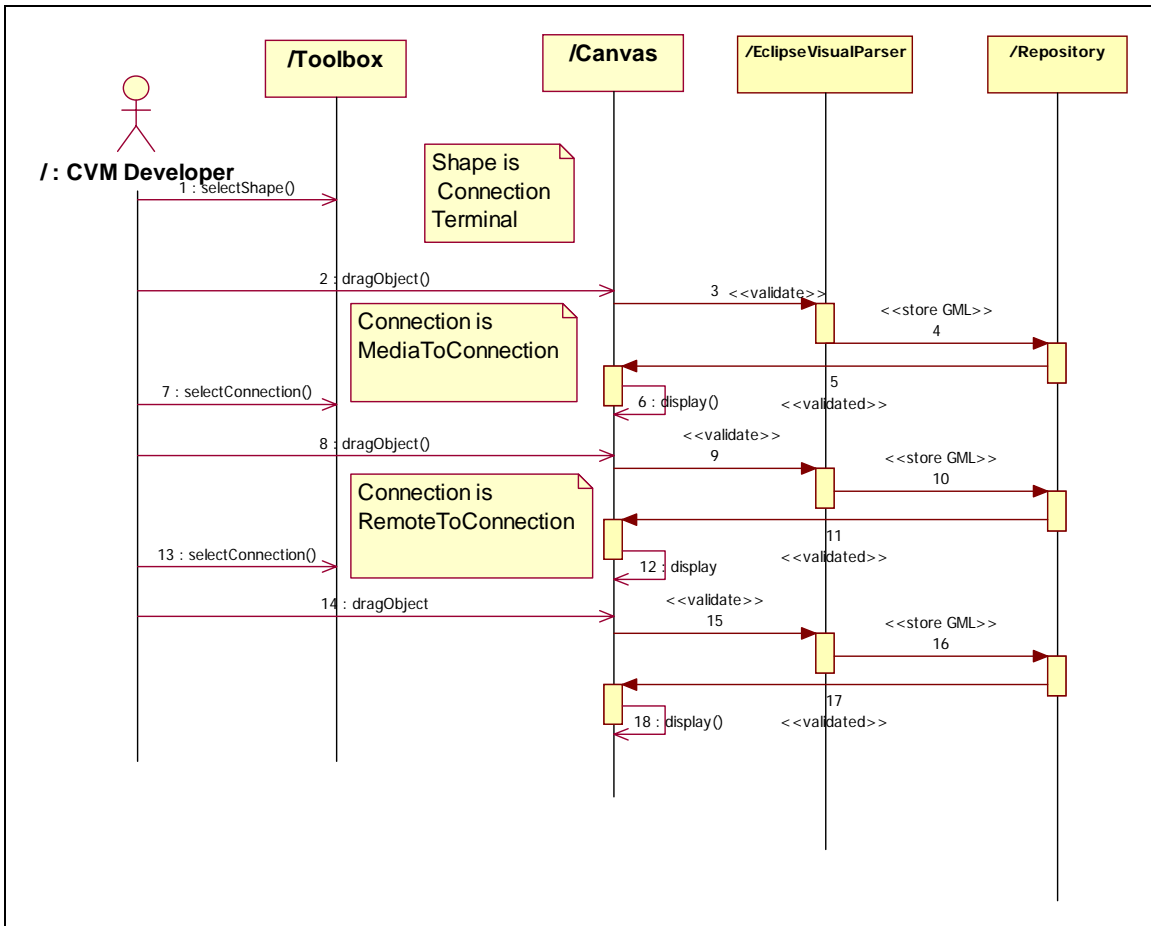 /Toolbox
/Canvas
/EclipseVisualParser
/Repository
/ : CVM Developer
Shape is
Connection
Terminal
1 : selectShape()
2 : dragObject()
3 <<validate>>
<<store GML>>
4
Connection is
MediaToConnection
5
<<validated>>
6 : display()
7 : selectConnection()
8 : dragObject()
<<validate>>
9
<<store GML>>
10
Connection is
RemoteToConnection
11
<<validated>>
12 : display
13 : selectConnection()
14 : dragObject
<<validate>>
15
<<store GML>>
16
17
<<validated>>
18 : display()